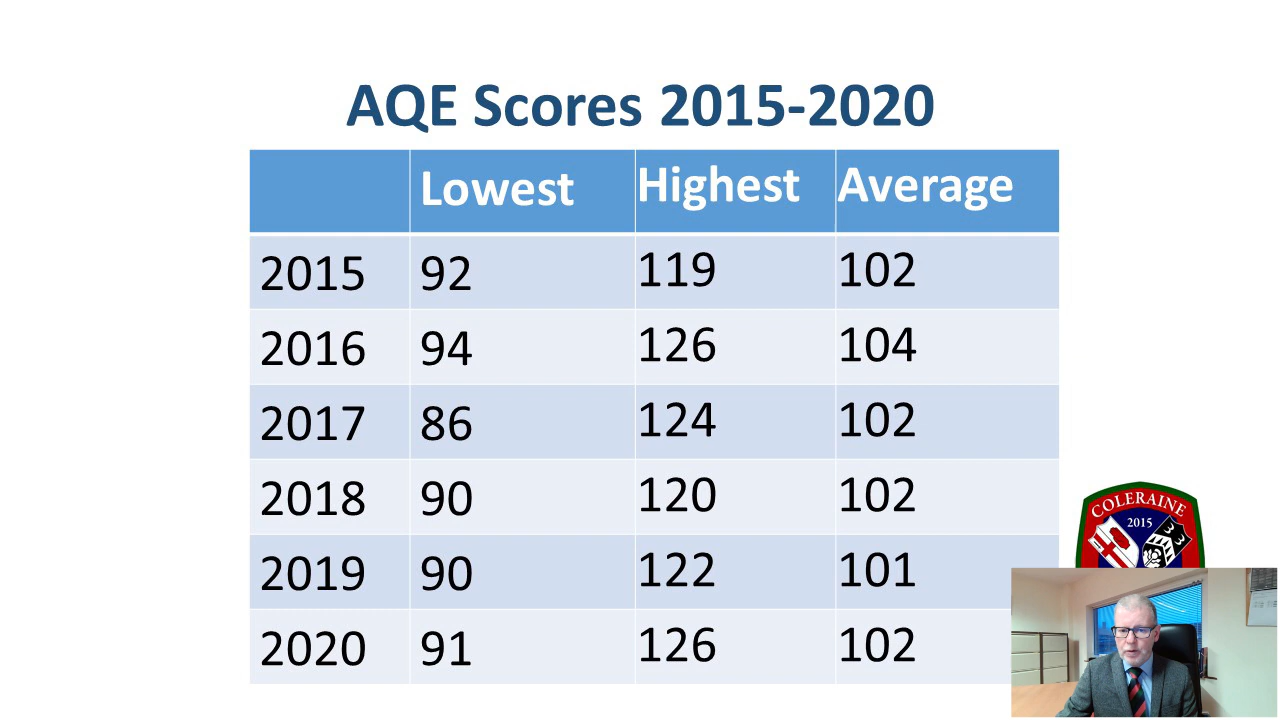 AQE Scores 2015-2020
Lowest Highest Average
2015 92 119 102
2016 94 126 104
2017 86 124 102
2018 90 120 102
2019 90 122 101
2020 91 126 102
COLERAINE
2015